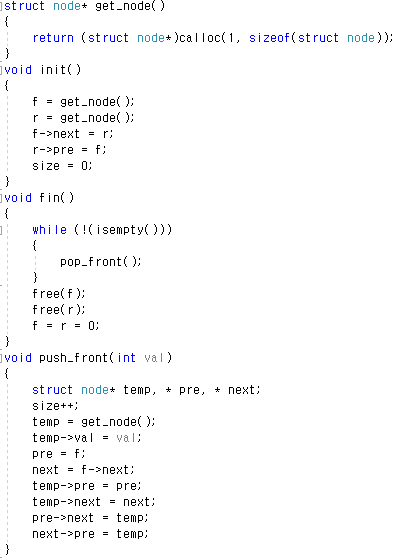 struct node* get_node()
{
    return (struct node*)calloc(1, sizeof(struct node));
}
void init()
{
    f = get_node();
    r = get_node();
    f->next = r;
    r->pre = f;
    size = 0;
}
void fin()
{
    while (!(isempty()))
    {
        pop_front();
    }
    free(f);
    free(r);
    f = r = 0;
}
void push_front(int val)
{
    struct node* temp, * pre, * next;
    size++;
    temp = get_node();
    temp->val = val;
    pre = f;
    next = f->next;
    temp->pre = pre;
    temp->next = next;
    pre->next = temp;
    next->pre = temp;
}